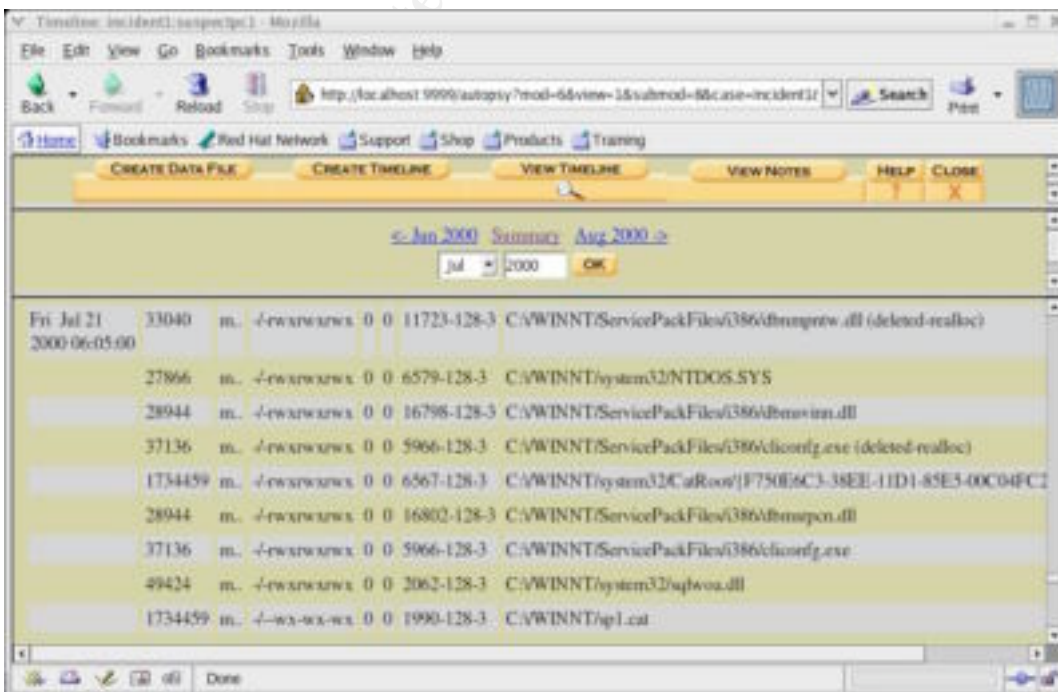 Timeline: incident1:suspectpc1 - Mozilla
File Edit View Go Bookmarks Tools Window Help
Back Forward Reload Stop http://localhost:9999/autopsy?mod=6&view=1&submod=8&case=incident1& Search Print
Home Bookmarks Red Hat Network Support Shop Products Training
CREATE DATA FILE CREATE TIMELINE VIEW TIMELINE VIEW NOTES HELP CLOSE
? X
<- Jun 2000 Summary Aug 2000 ->
Jul 2000 OK
Fri Jul 21 33040 m.. -/-rwxrwxrwx 0 0 11723-128-3 C:\/WINNT/ServicePackFiles/i386/dbnmpntw.dll (deleted-realloc)
2000 06:05:00
27866 m.. -/-rwxrwxrwx 0 0 6579-128-3 C:\/WINNT/system32/NTDOS.SYS
28944 m.. -/-rwxrwxrwx 0 0 16798-128-3 C:\/WINNT/ServicePackFiles/i386/dbmsvinn.dll
37136 m.. -/-rwxrwxrwx 0 0 5966-128-3 C:\/WINNT/ServicePackFiles/i386/cliconfg.exe (deleted-realloc)
1734459 m.. -/-rwxrwxrwx 0 0 6567-128-3 C:\/WINNT/system32/CatRoot/{F750E6C3-38EE-11D1-85E5-00C04FC2
28944 m.. -/-rwxrwxrwx 0 0 16802-128-3 C:\/WINNT/ServicePackFiles/i386/dbmsrpcn.dll
37136 m.. -/-rwxrwxrwx 0 0 5966-128-3 C:\/WINNT/ServicePackFiles/i386/cliconfg.exe
49424 m.. -/-rwxrwxrwx 0 0 2062-128-3 C:\/WINNT/system32/sqlwoa.dll
1734459 m.. -/--wx-wx-wx 0 0 1990-128-3 C:\/WINNT/sp1.cat
Done